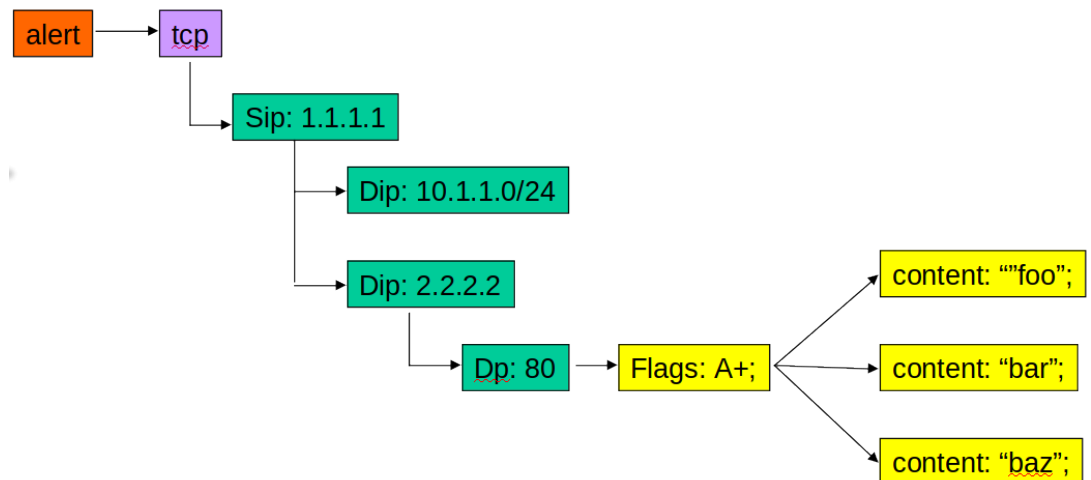 alert
tcp
Sip: 1.1.1.1
Dip: 10.1.1.0/24
Dip: 2.2.2.2
Dp: 80
Flags: A+;
content: “”foo”;
content: “bar”;
content: “baz”;